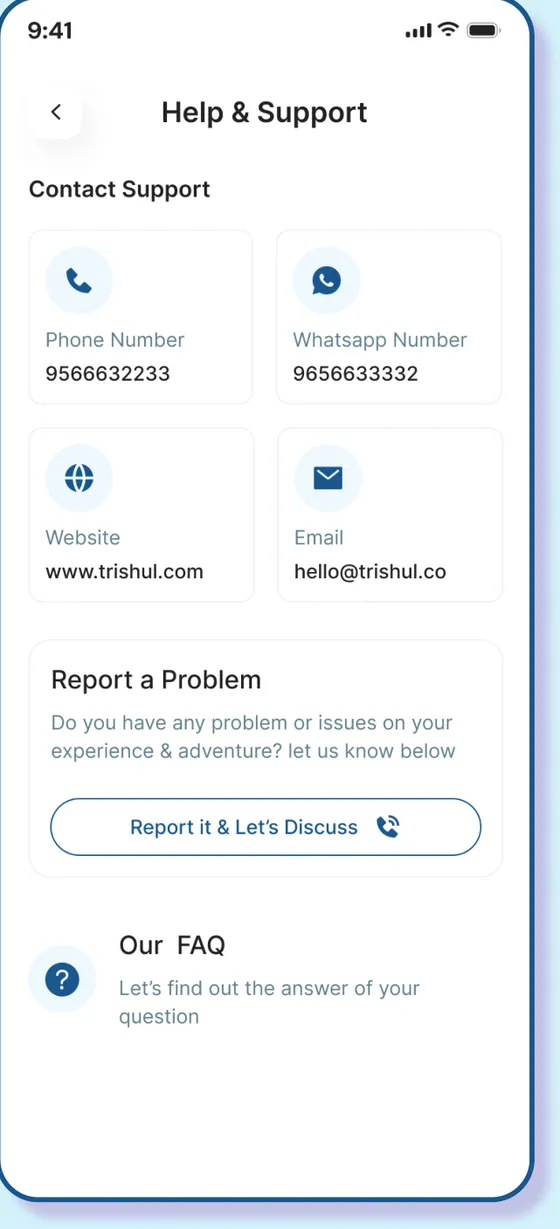 9:41
Help & Support
Contact Support
Phone Number
9566632233
Whatsapp Number
9656633332
Website
www.trishul.com
Email
hello@trishul.co
Report a Problem
Do you have any problem or issues on your
experience & adventure? let us know below
Report it & Let’s Discuss
Our  FAQ
Let’s find out the answer of your
question